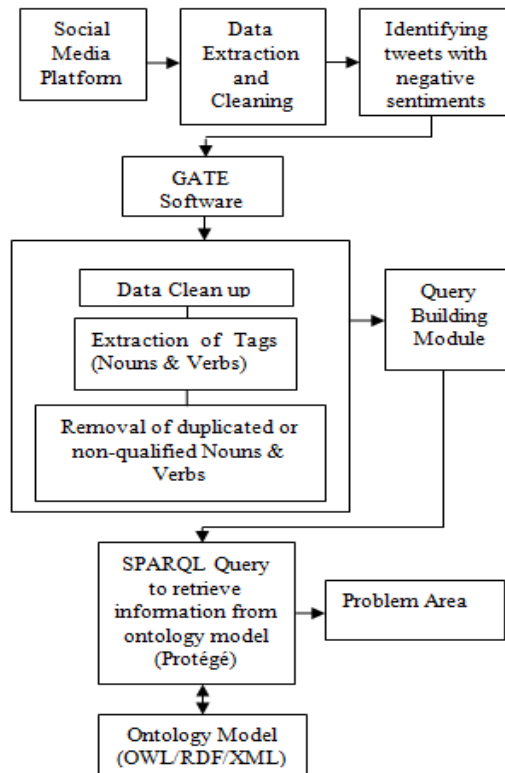 Social
Media
Platform
Data
Extraction
and
Cleaning
Identifying
tweets with
negative
sentiments
GATE
Software
Data Clean up
Extraction of Tags
(Nouns & Verbs)
Removal of duplicated or
non-qualified Nouns &
Verbs
Query
Building
Module
SPARQL Query
to retrieve
information from
ontology model
(Protégé)
Problem Area
Ontology Model
(OWL/RDF/XML)